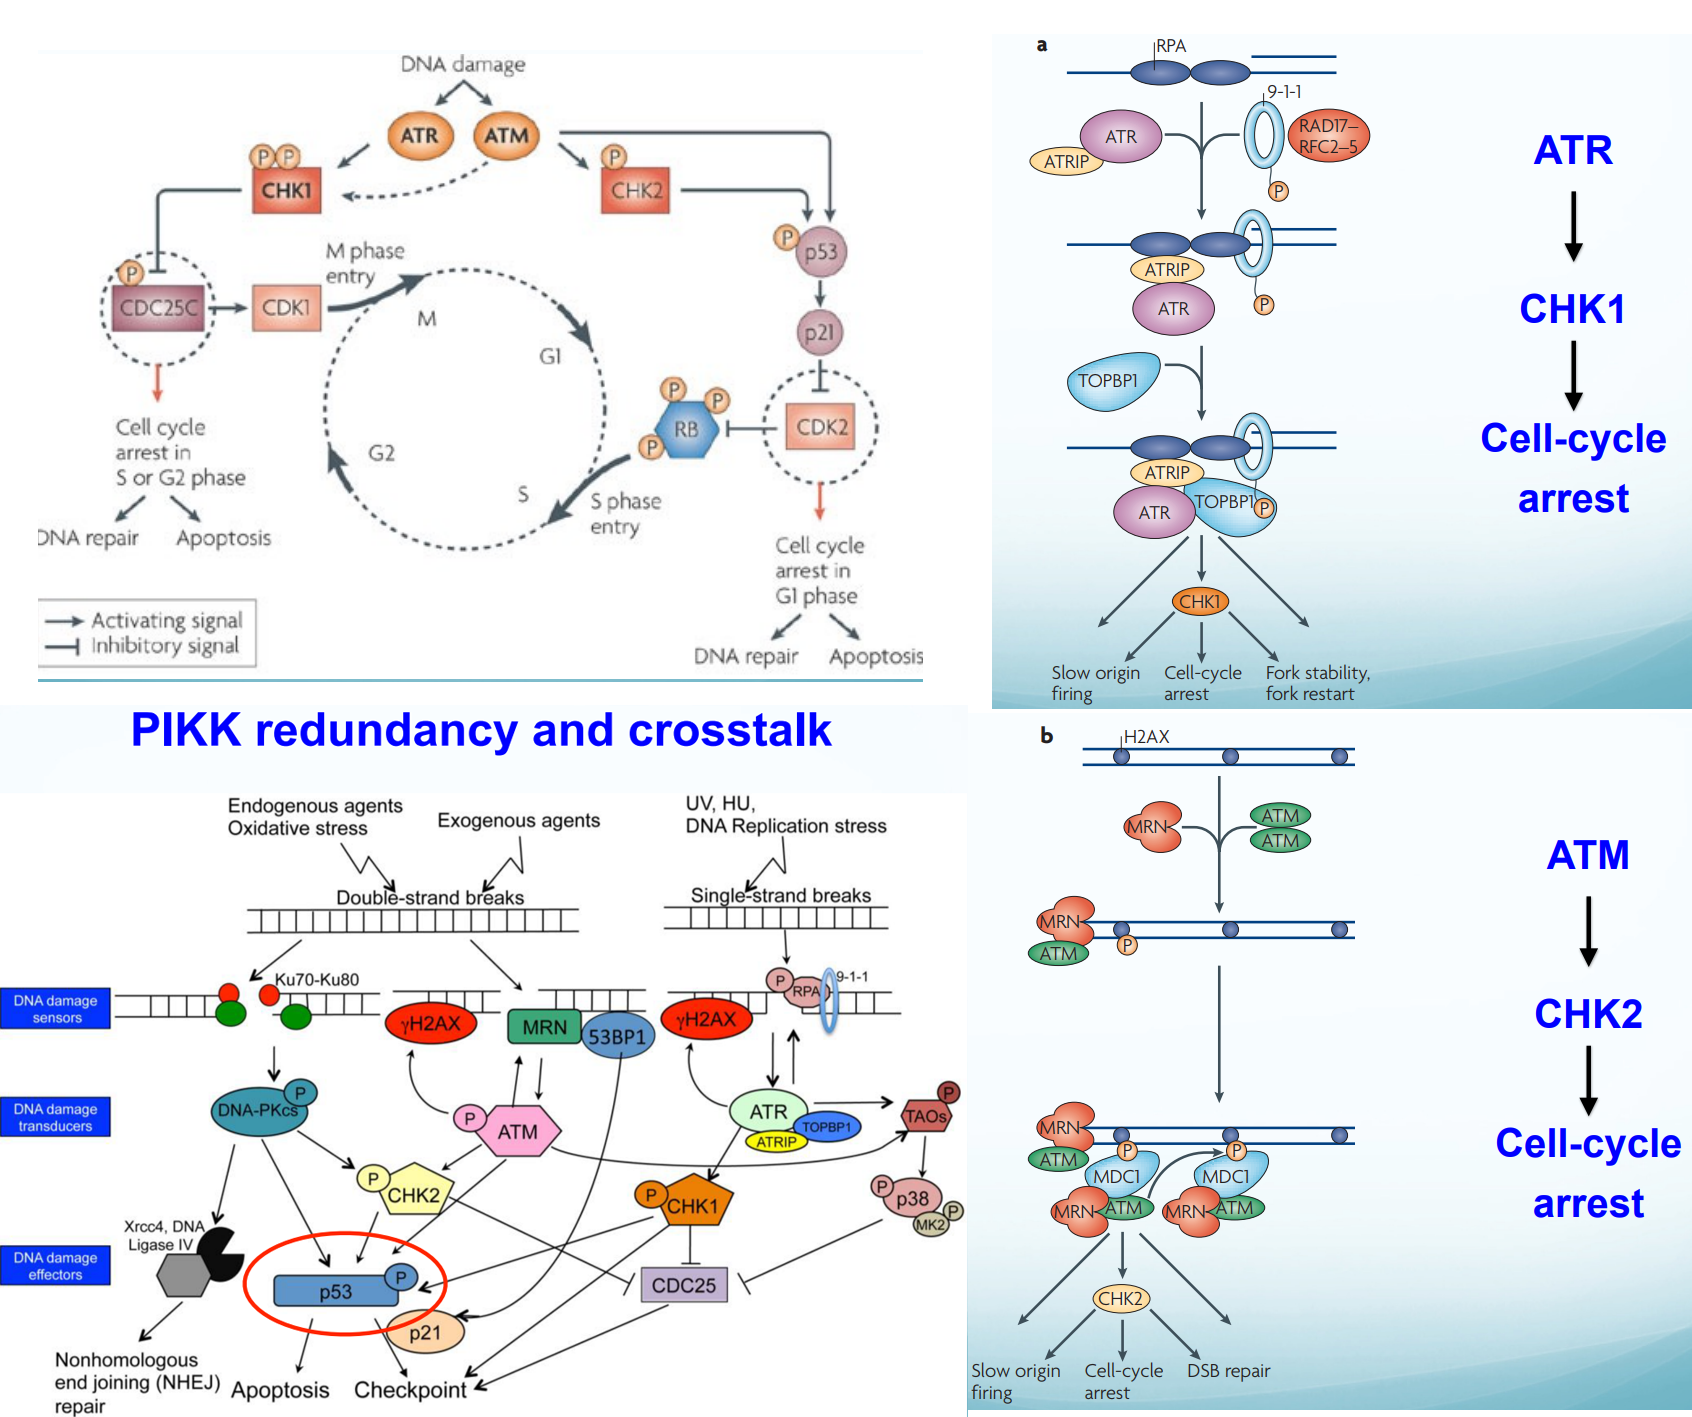 DNA damage
ATR
ATM
P P
CHK1
P
CHK2
P
p53
p21
M phase
entry
P
CDC25C
CDK1
M
G1
G2
S
P
P
P
RB
CDK2
S phase
entry
Cell cycle
arrest in
S or G2 phase
DNA repair
Apoptosis
Cell cycle
arrest in
G1 phase
DNA repair
Apoptosis
Activating signal
Inhibitory signal
a
RPA
9-1-1
ATR
ATRIP
RAD17–
RFC2–5
P
ATRIP
ATR
P
TOPBP1
ATRIP
ATR
TOPBP1
P
CHK1
Slow origin
firing
Cell-cycle
arrest
Fork stability,
fork restart
ATR
CHK1
Cell-cycle
arrest
PIKK redundancy and crosstalk
Endogenous agents
Oxidative stress
Exogenous agents
UV, HU,
DNA Replication stress
Double-strand breaks
Single-strand breaks
DNA damage
sensors
Ku70-Ku80
γH2AX
MRN
53BP1
γH2AX
P
RPA
9-1-1
DNA damage
transducers
DNA-PKcs
P
P
ATM
ATR
ATRIP
TOPBP1
P
TAOs
P
CHK2
P
CHK1
P
p38
MK2
P
DNA damage
effectors
Xrcc4, DNA
Ligase IV
p53
P
p21
CDC25
Nonhomologous
end joining (NHEJ)
repair
Apoptosis
Checkpoint
b
H2AX
MRN
ATM
ATM
MRN
ATM
P
MRN
ATM
P
P
MDC1
MDC1
MRN
ATM
MRN
ATM
CHK2
Slow origin
firing
Cell-cycle
arrest
DSB repair
ATM
CHK2
Cell-cycle
arrest